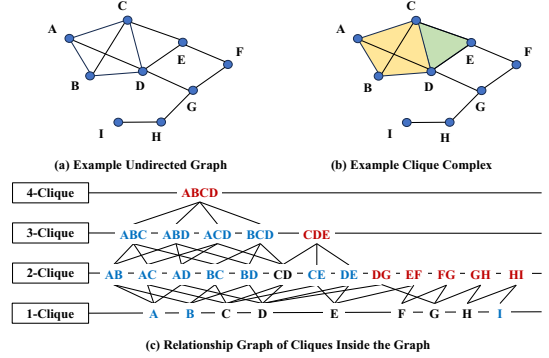 A C E F B D G I H
A C E F B D G I H
(a) Example Undirected Graph (b) Example Clique Complex
4-Clique ABCD
3-Clique ABC ABD ACD BCD CDE
2-Clique AB AC AD BC BD CD CE DE DG EF FG GH HI
1-Clique A B C D E F G H I
(c) Relationship Graph of Cliques Inside the Graph